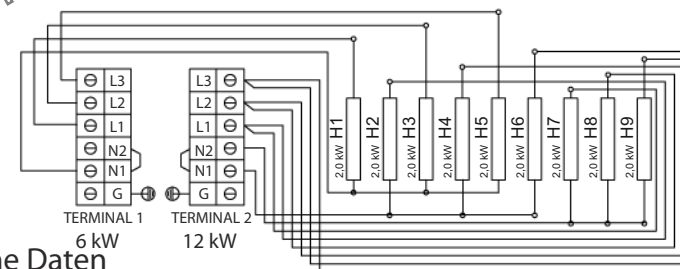 L3
L2
L1
N2
N1
G
TERMINAL 1
6 kW
L3
L2
L1
N2
N1
G
TERMINAL 2
12 kW
2,0 kW H1
2,0 kW H2
2,0 kW H3
2,0 kW H4
2,0 kW H5
2,0 kW H6
2,0 kW H7
2,0 kW H8
2,0 kW H9
ne Daten